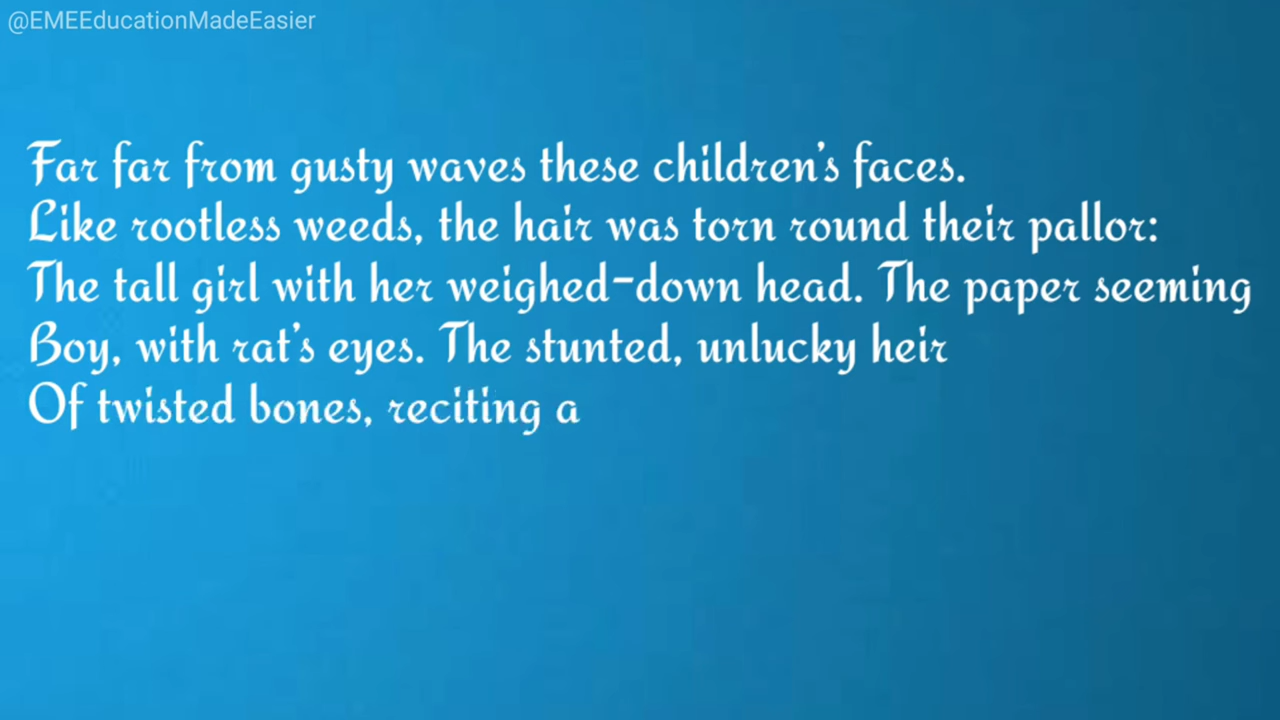 @EMEEducationMadeEasier
Far far from gusty waves these children's faces.
Like rootless weeds, the hair was torn round their pallor:
The tall girl with her weighed-down head. The paper seeming
Boy, with rat's eyes. The stunted, unlucky heir
Of twisted bones, reciting a